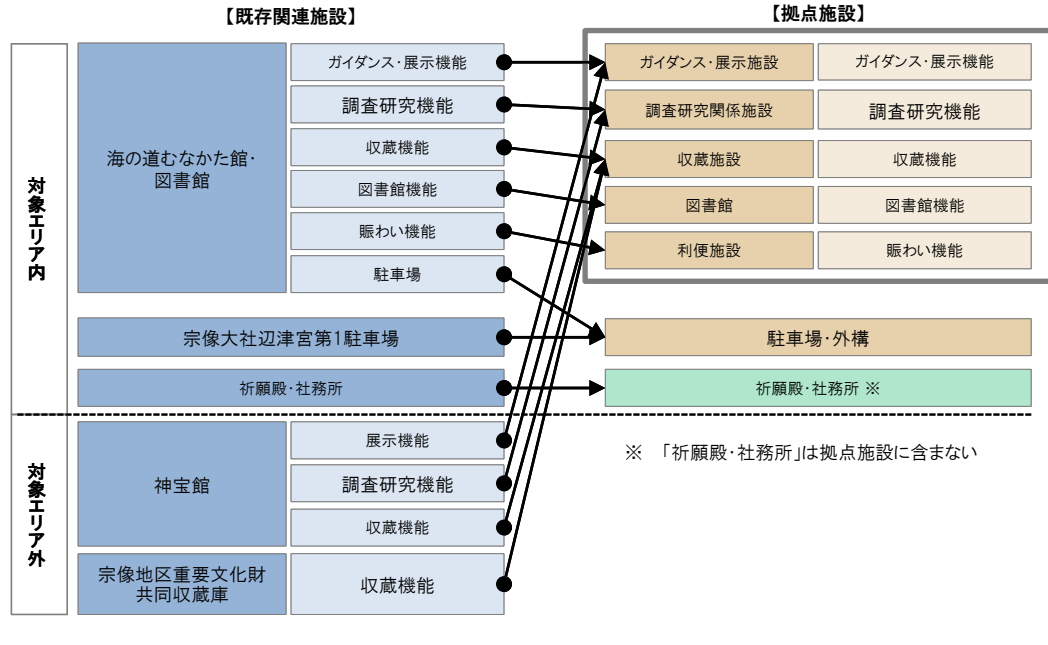 【既存関連施設】
【拠点施設】
対象エリア内
海の道むなかた館・
図書館
ガイダンス・展示機能
調査研究機能
収蔵機能
図書館機能
賑わい機能
駐車場
ガイダンス・展示施設
ガイダンス・展示機能
調査研究関係施設
調査研究機能
収蔵施設
収蔵機能
図書館
図書館機能
利便施設
賑わい機能
宗像大社辺津宮第1駐車場
駐車場・外構
祈願殿・社務所
祈願殿・社務所 ※
対象エリア外
神宝館
展示機能
調査研究機能
収蔵機能
宗像地区重要文化財
共同収蔵庫
収蔵機能
※ 「祈願殿・社務所」は拠点施設に含まない